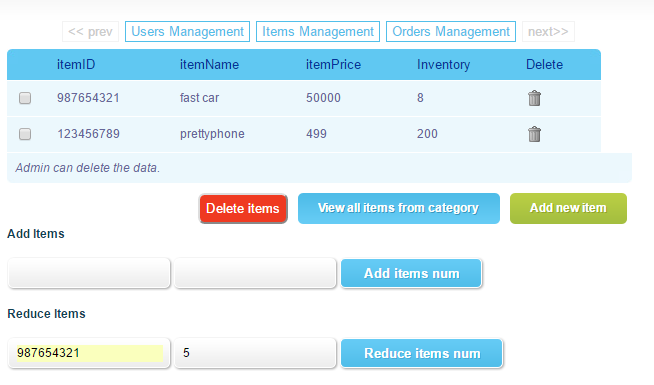 << prev Users Management Items Management Orders Management next>>
itemID itemName itemPrice Inventory Delete
987654321 fast car 50000 8
123456789 prettyphone 499 200
Admin can delete the data.
Delete items View all items from category Add new item
Add Items
Add items num
Reduce Items
987654321 5 Reduce items num